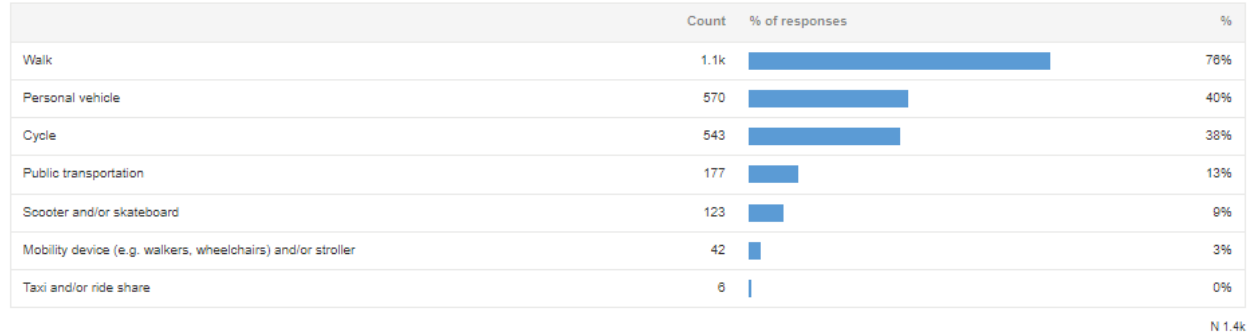 Count % of responses %
Walk 1.1k 76%
Personal vehicle 570 40%
Cycle 543 38%
Public transportation 177 13%
Scooter and/or skateboard 123 9%
Mobility device (e.g. walkers, wheelchairs) and/or stroller 42 3%
Taxi and/or ride share 6 0%
N 1.4k